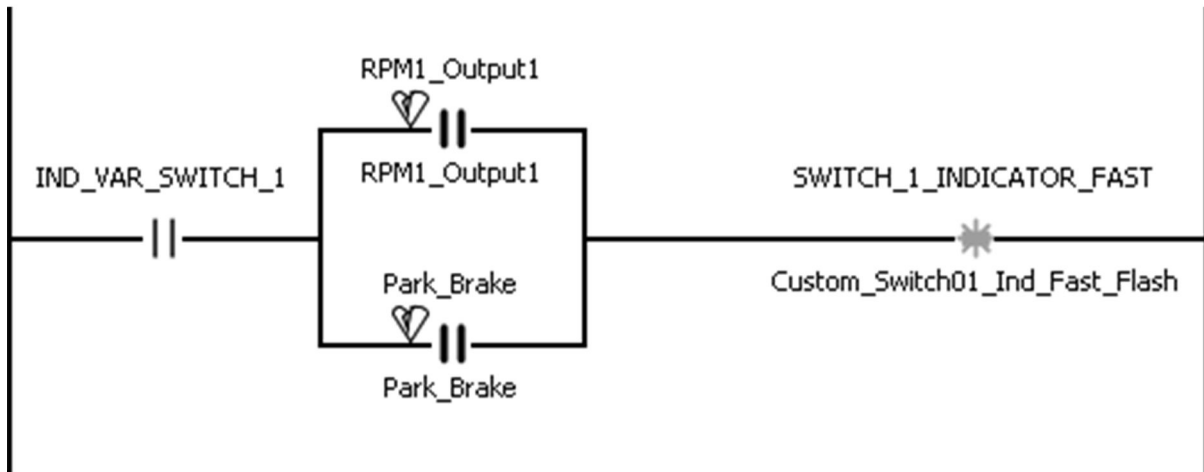 RPM1_Output1
RPM1_Output1
IND_VAR_SWITCH_1
SWITCH_1_INDICATOR_FAST
Park_Brake
Custom_Switch01_Ind_Fast_Flash
Park_Brake